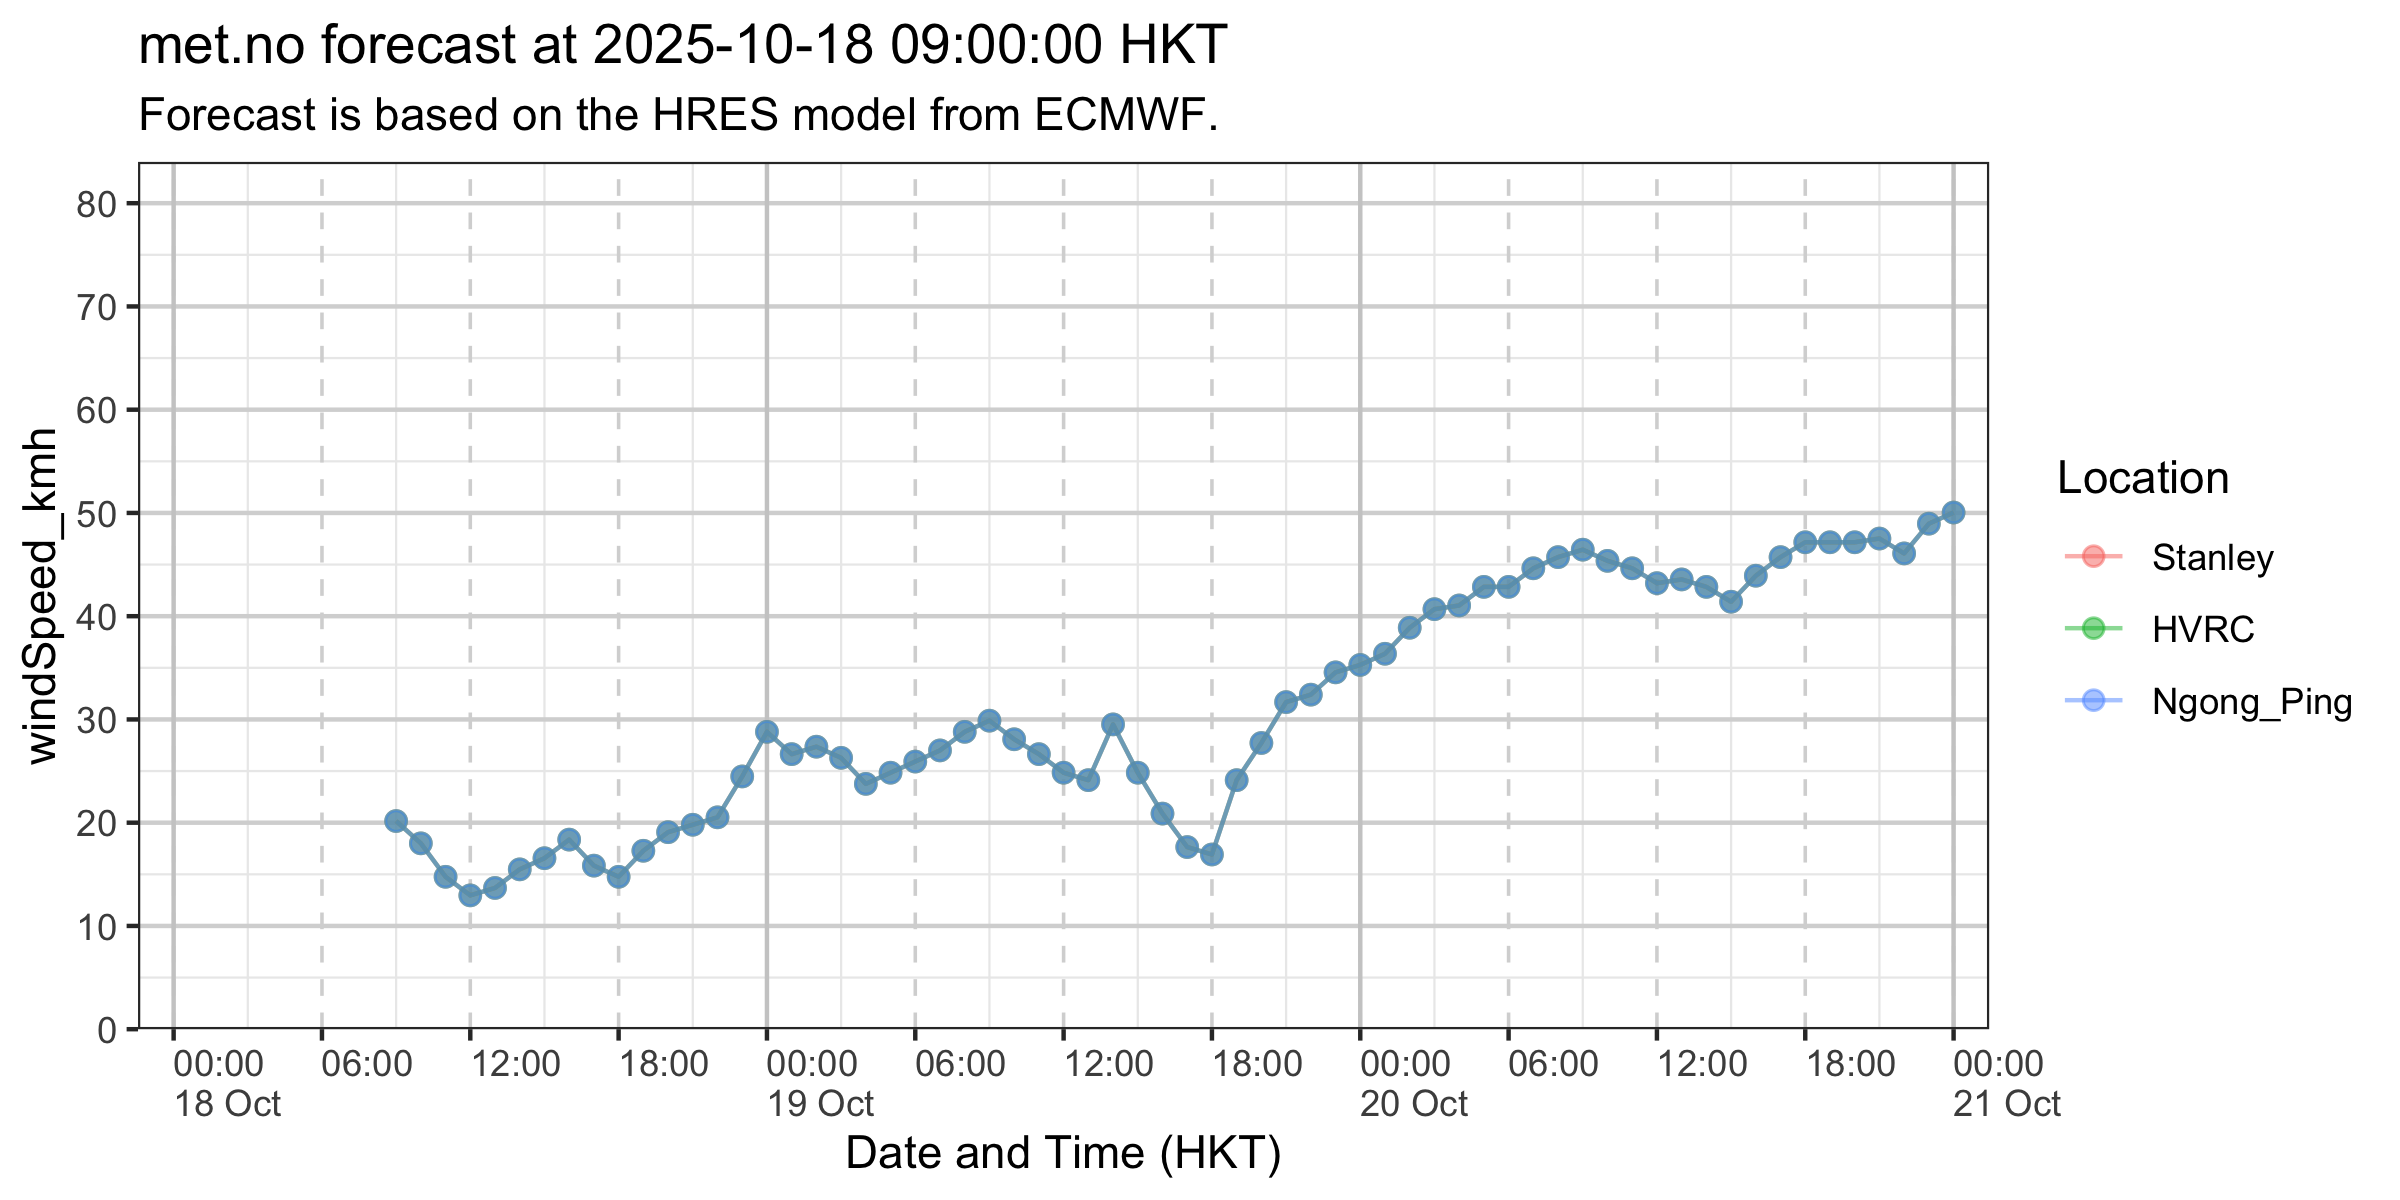 met.no forecast at 2025-10-18 09:00:00 HKT
Forecast is based on the HRES model from ECMWF.
windSpeed_kmh
80
70
60
50
40
30
20
10
0
00:00 06:00 12:00 18:00 00:00 06:00 12:00 18:00 00:00 06:00 12:00 18:00 00:00
18 Oct 19 Oct 20 Oct 21 Oct
Date and Time (HKT)
Location
Stanley
HVRC
Ngong_Ping